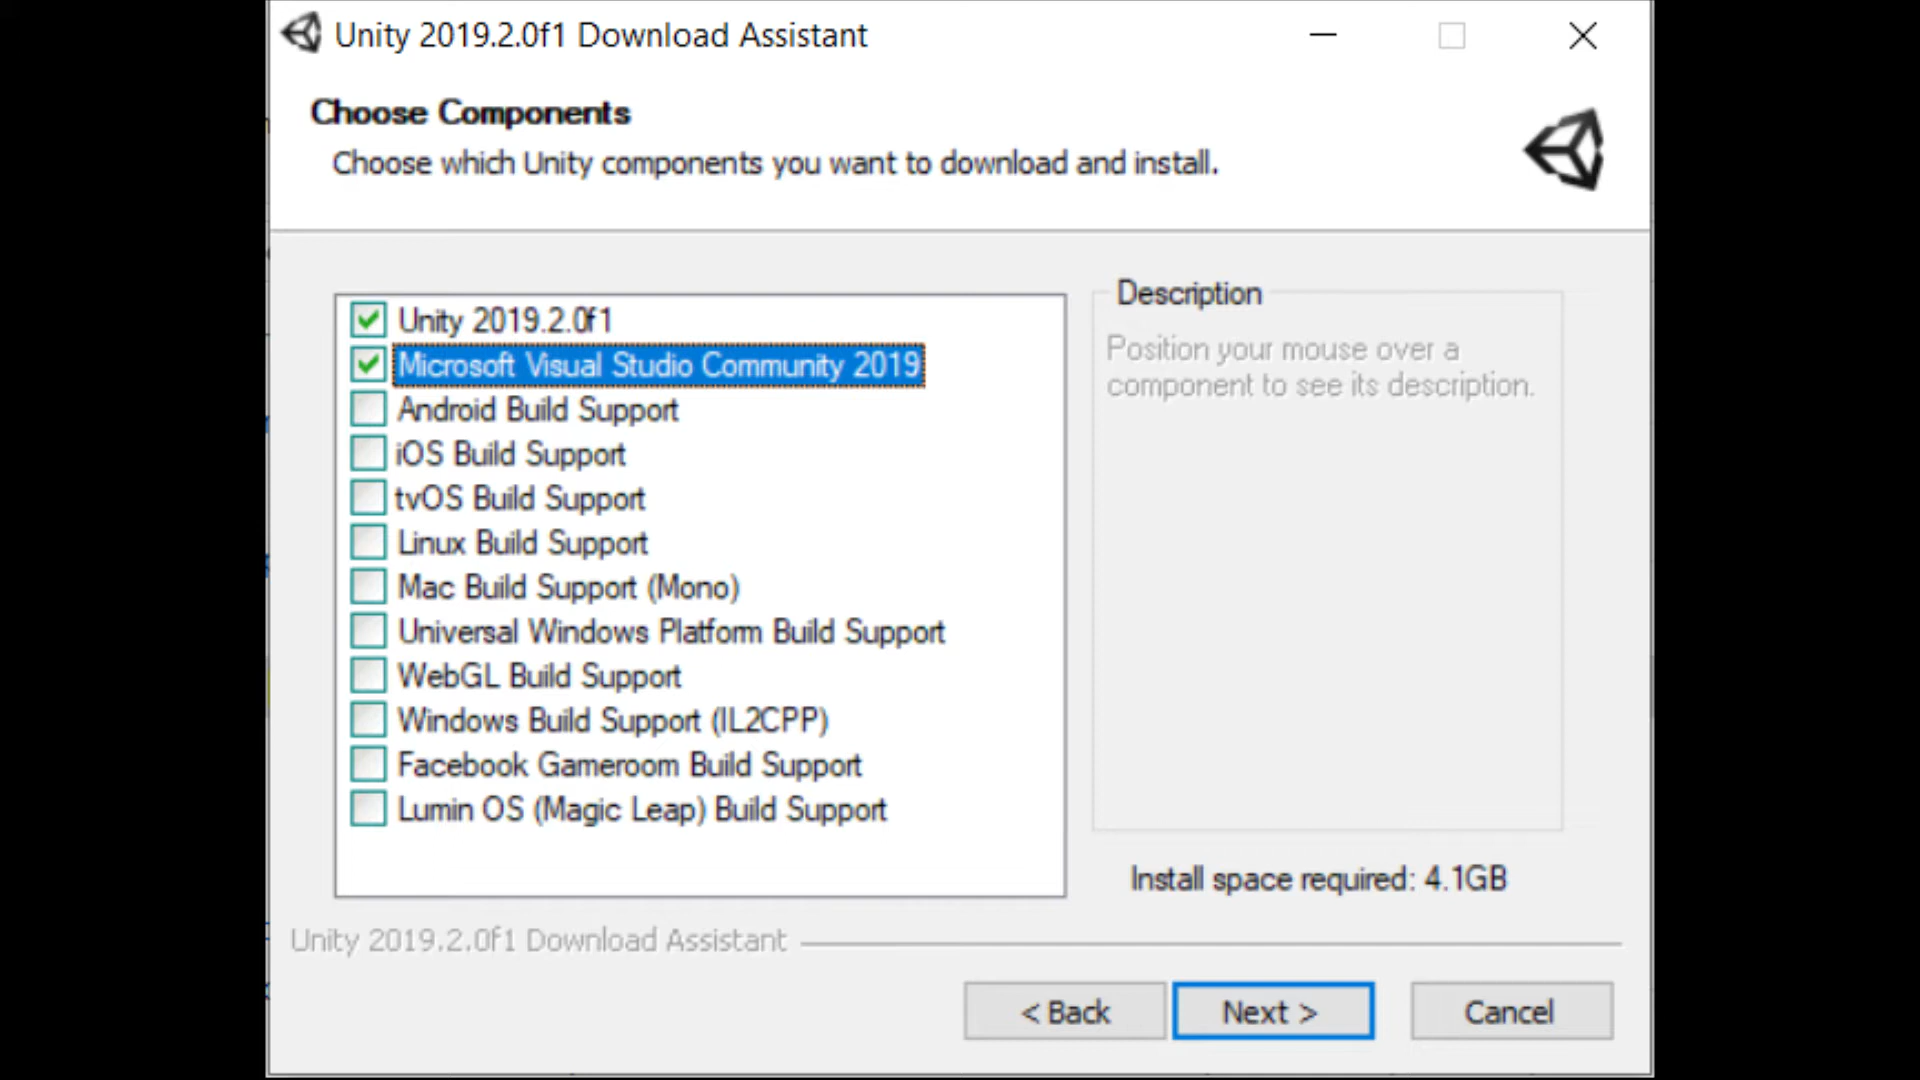 Unity 2019.2.0f1 Download Assistant
Choose Components
Choose which Unity components you want to download and install.
Unity 2019.2.0f1
Microsoft Visual Studio Community 2019
Android Build Support
iOS Build Support
tvOS Build Support
Linux Build Support
Mac Build Support (Mono)
Universal Windows Platform Build Support
WebGL Build Support
Windows Build Support (IL2CPP)
Facebook Gameroom Build Support
Lumin OS (Magic Leap) Build Support
Description
Position your mouse over a
component to see its description.
Install space required: 4.1GB
Unity 2019.2.0f1 Download Assistant
< Back
Next >
Cancel